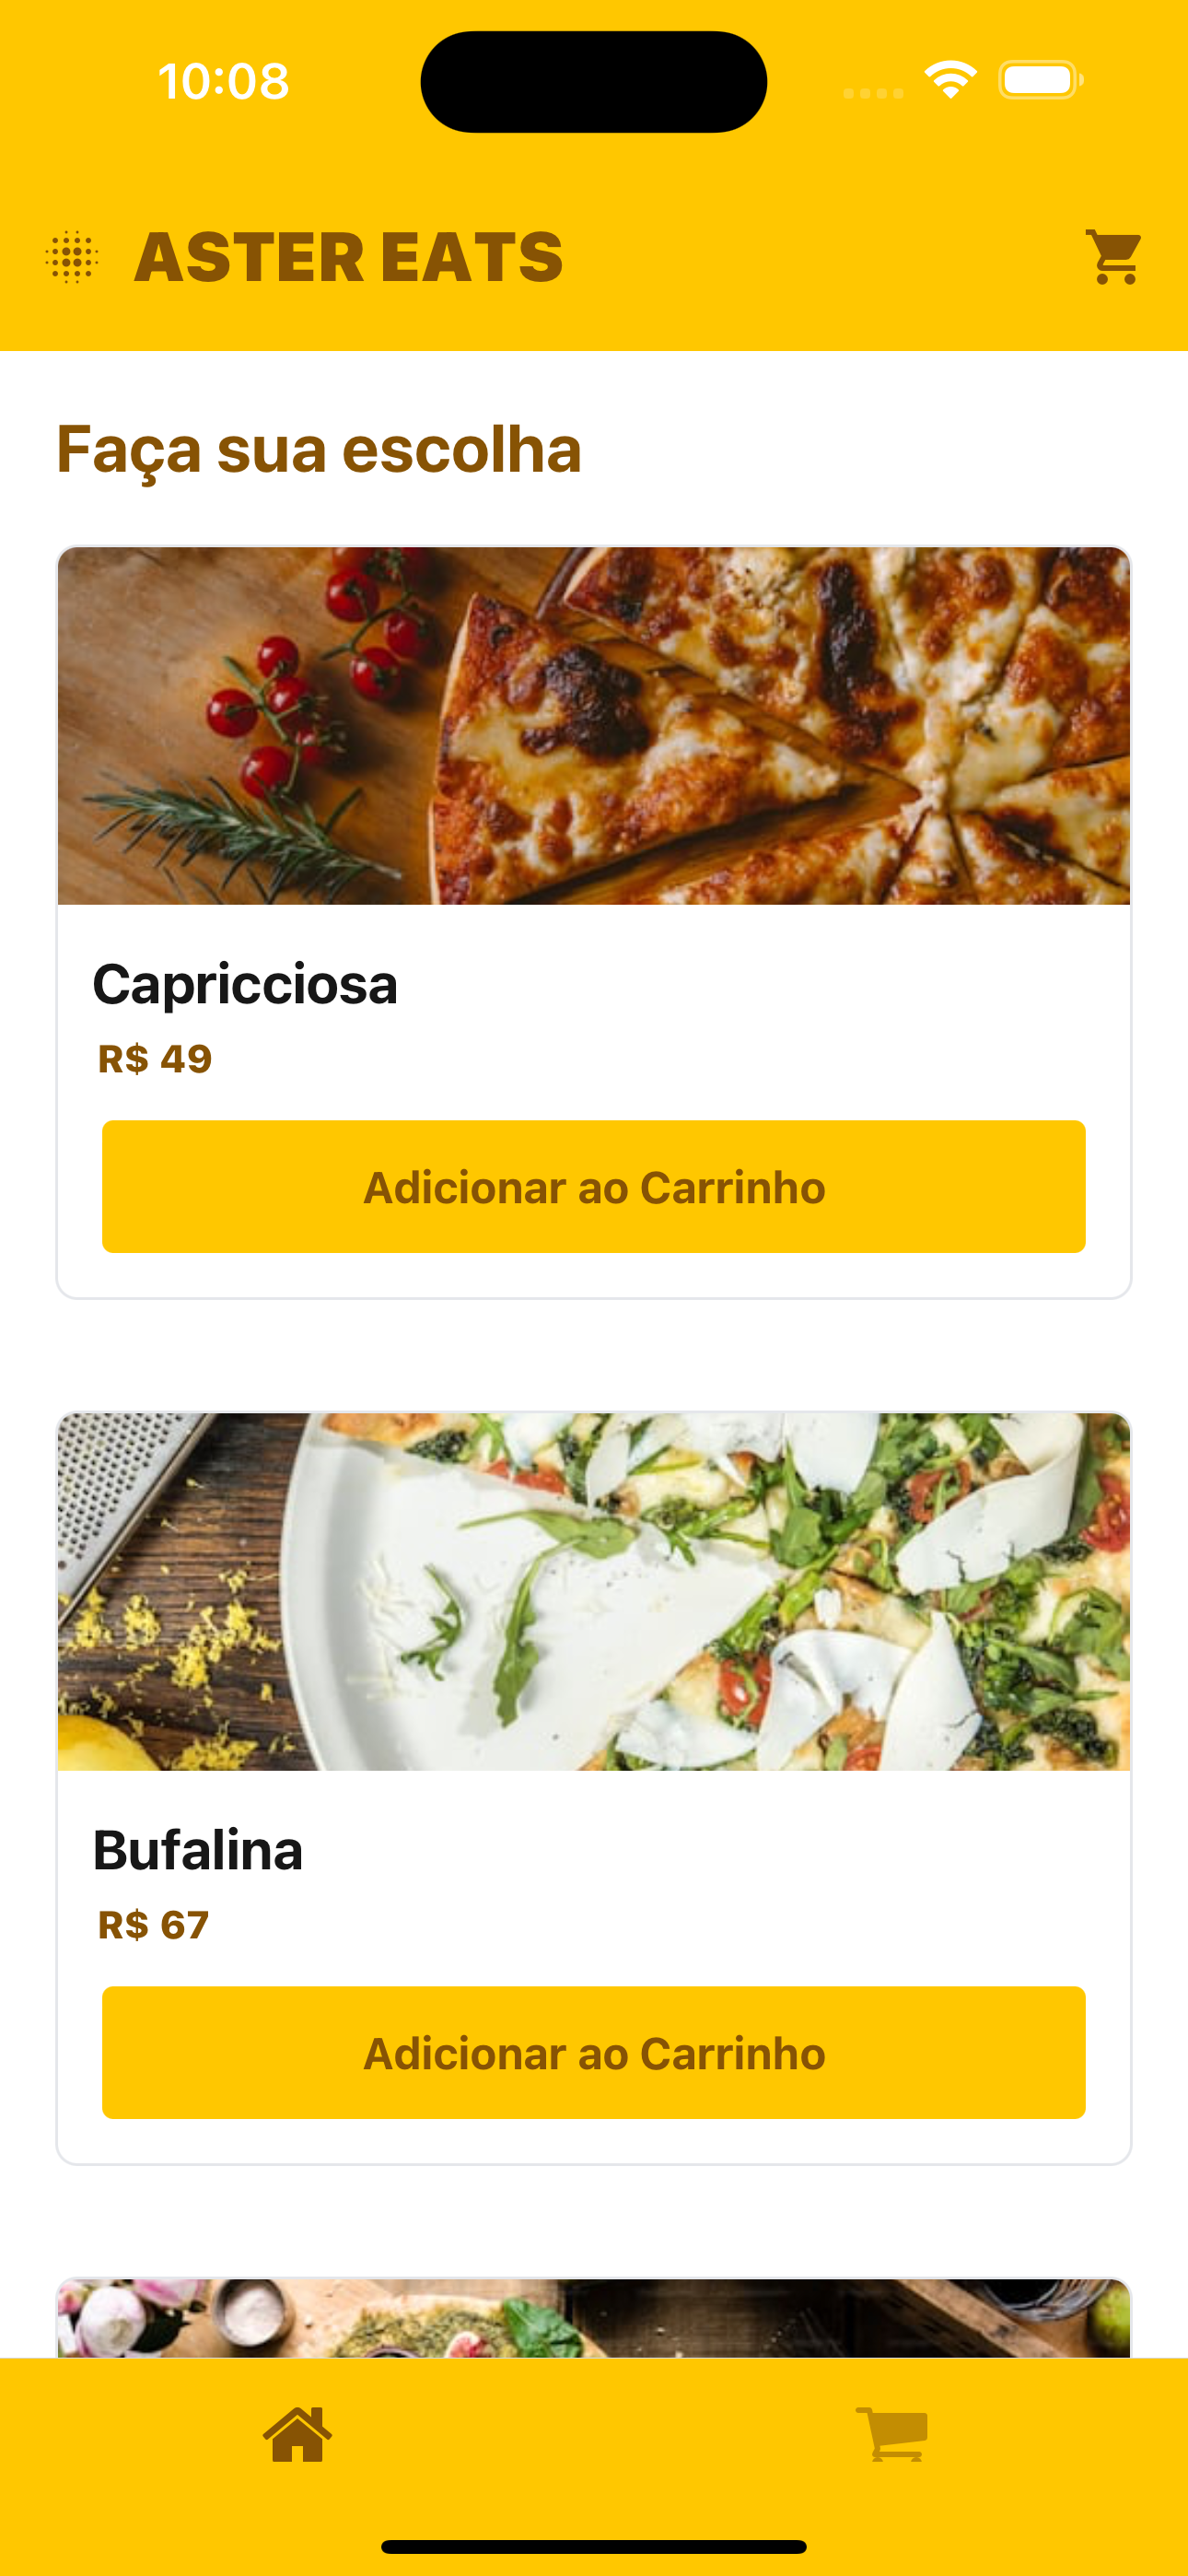 10:08
ASTER EATS
Faça sua escolha
Capricciosa
R$ 49
Adicionar ao Carrinho
Bufalina
R$ 67
Adicionar ao Carrinho